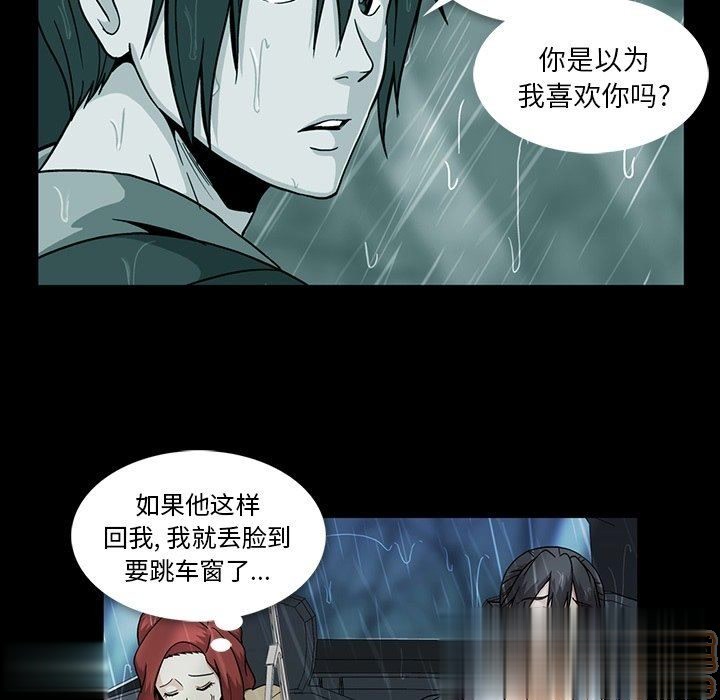 你是以为
我喜欢你吗?
如果他这样
回我, 我就丢脸到
要跳车窗了...